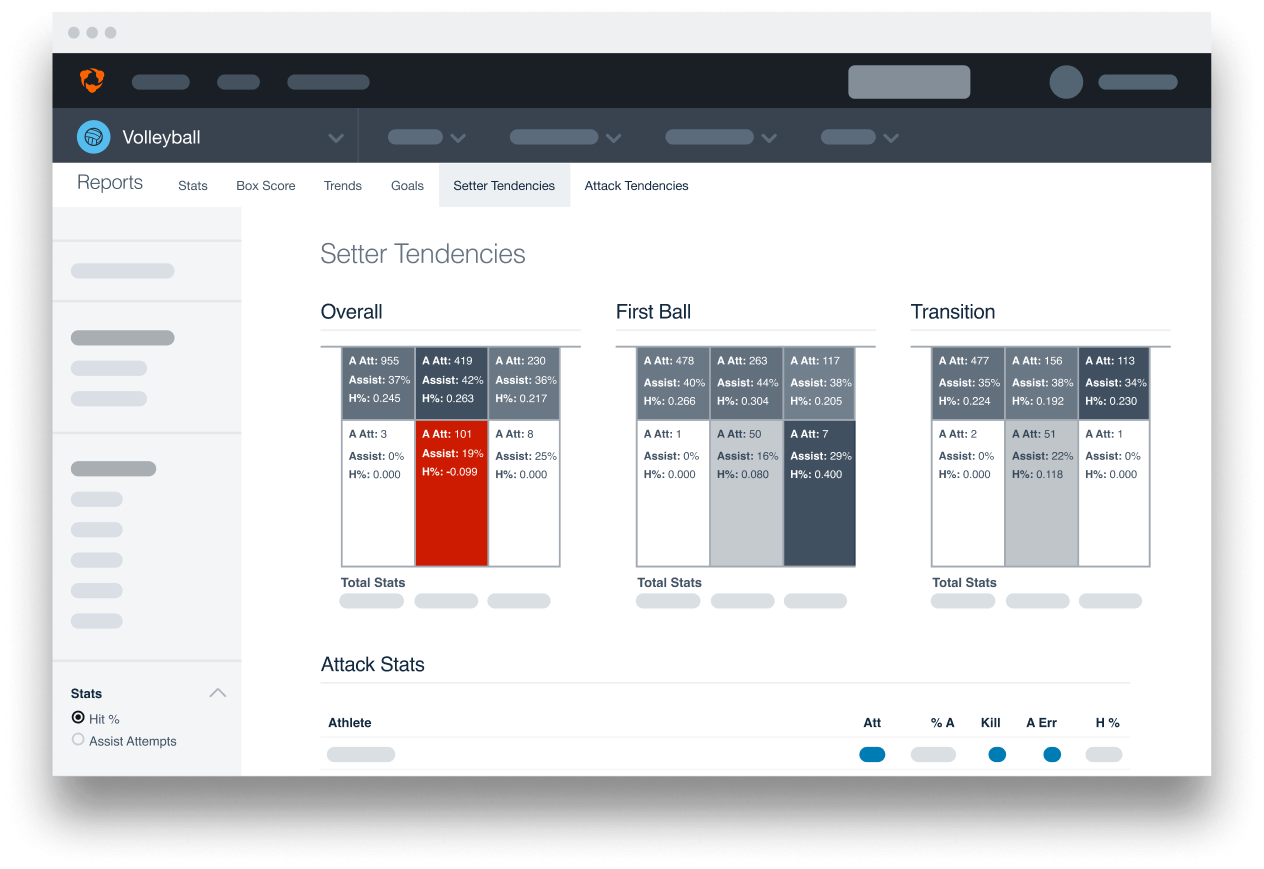 Volleyball
Reports Stats Box Score Trends Goals Setter Tendencies Attack Tendencies
Setter Tendencies
Overall First Ball Transition
A Att: 955 A Att: 419 A Att: 230 A Att: 478 A Att: 263 A Att: 117 A Att: 477 A Att: 156 A Att: 113
Assist: 37% Assist: 42% Assist: 36% Assist: 40% Assist: 44% Assist: 38% Assist: 35% Assist: 38% Assist: 34%
H%: 0.245 H%: 0.263 H%: 0.217 H%: 0.266 H%: 0.304 H%: 0.205 H%: 0.224 H%: 0.192 H%: 0.230
A Att: 3 A Att: 101 A Att: 8 A Att: 1 A Att: 50 A Att: 7 A Att: 2 A Att: 51 A Att: 1
Assist: 0% Assist: 19% Assist: 25% Assist: 0% Assist: 16% Assist: 29% Assist: 0% Assist: 22% Assist: 0%
H%: 0.000 H%: -0.099 H%: 0.000 H%: 0.000 H%: 0.080 H%: 0.400 H%: 0.000 H%: 0.118 H%: 0.000
Total Stats Total Stats Total Stats
Attack Stats
Stats
Hit %
Assist Attempts
Athlete Att % A Kill A Err H %